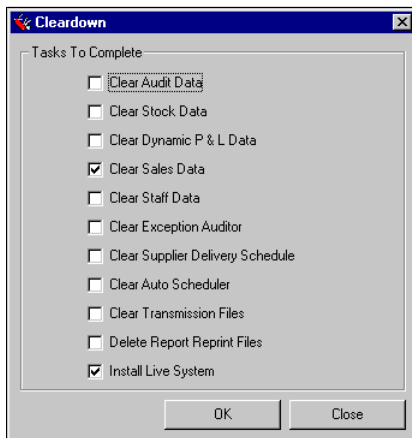 Cleardown
Tasks To Complete
Clear Audit Data
Clear Stock Data
Clear Dynamic P & L Data
Clear Sales Data
Clear Staff Data
Clear Exception Auditor
Clear Supplier Delivery Schedule
Clear Auto Scheduler
Clear Transmission Files
Delete Report Reprint Files
Install Live System
OK Close